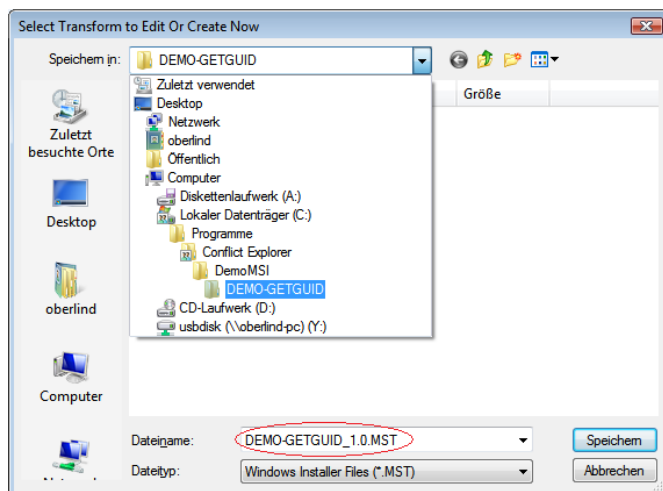 Select Transform to Edit Or Create Now
Speichern in:
DEMO-GETGUID
Zuletzt verwendet
Desktop
Netzwerk
oberlind
Öffentlich
Computer
Diskettenlaufwerk (A:)
Lokaler Datenträger (C:)
Programme
Conflict Explorer
DemoMSI
DEMO-GETGUID
CD-Laufwerk (D:)
usbdisk (\\oberlind-pc) (Y:)
Größe
Zuletzt
besuchte Orte
Desktop
oberlind
Computer
Dateiname:
DEMO-GETGUID_1.0.MST
Speichern
Dateityp:
Windows Installer Files (*.MST)
Abbrechen